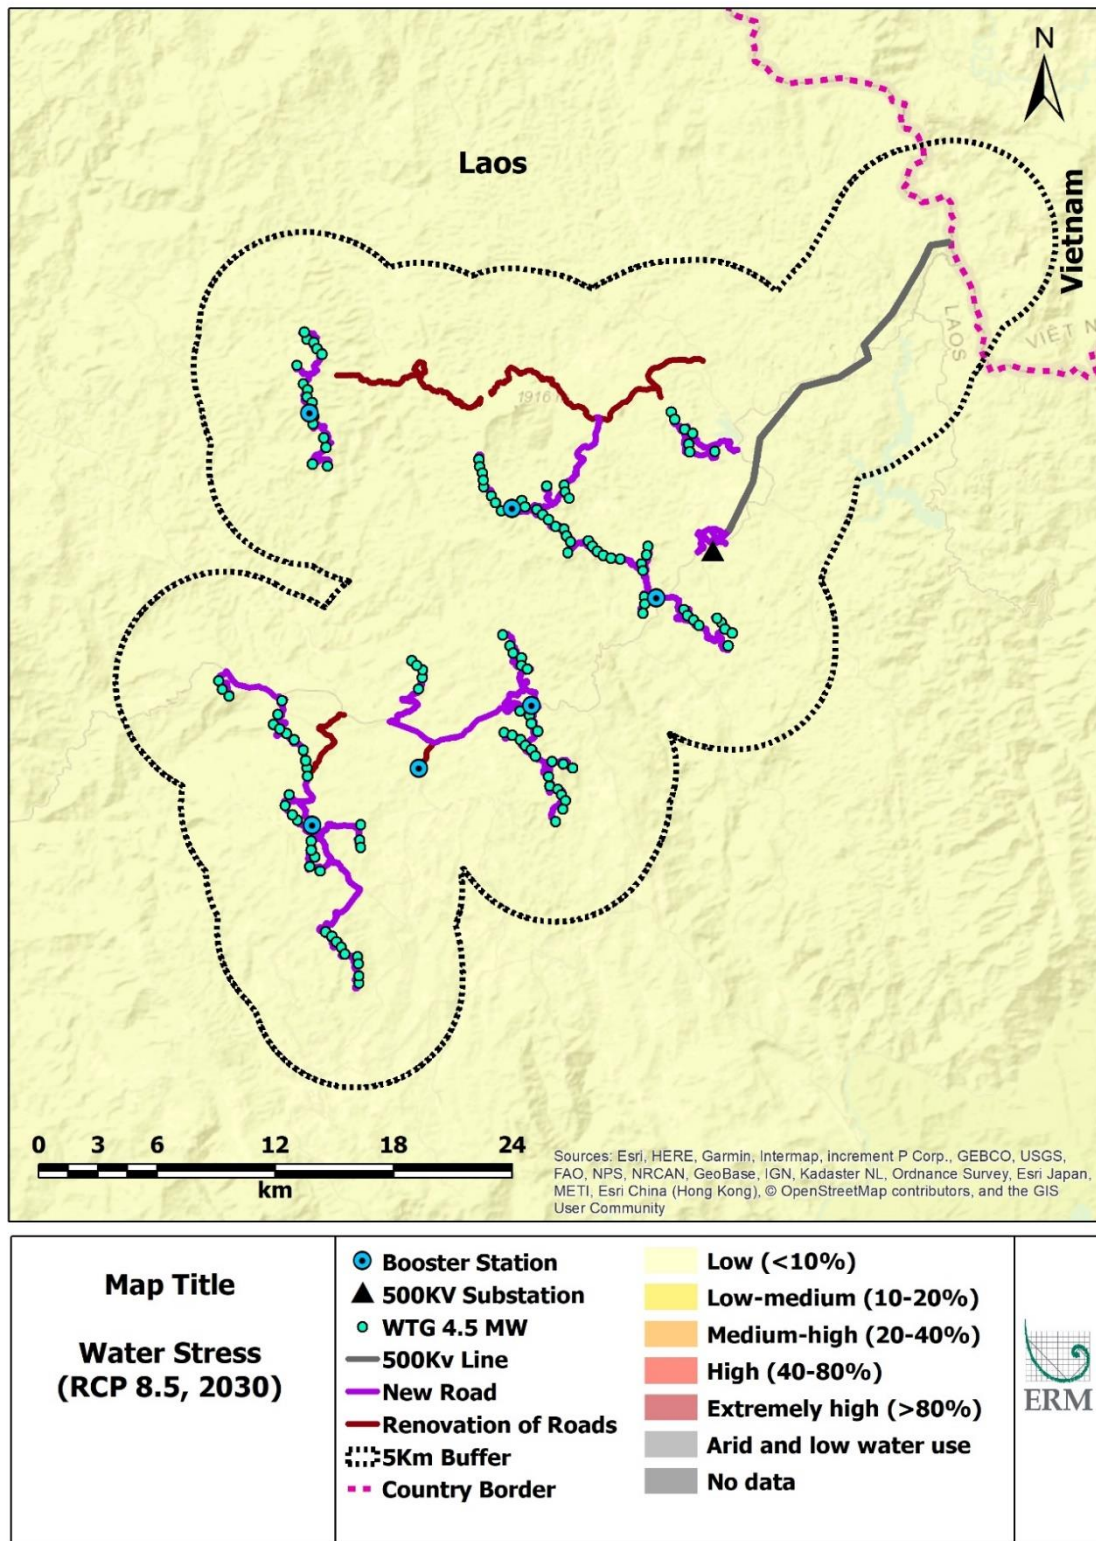 N
Laos
Vietnam
LAOS
VIỆT N
1916
0 3 6 12 18 24
km
Sources: Esri, HERE, Garmin, Intermap, increment P Corp., GEBCO, USGS,
FAO, NPS, NRCAN, GeoBase, IGN, Kadaster NL, Ordnance Survey, Esri Japan,
METI, Esri China (Hong Kong), © OpenStreetMap contributors, and the GIS
User Community
Map Title
Water Stress
(RCP 8.5, 2030)
Booster Station
500KV Substation
WTG 4.5 MW
500Kv Line
New Road
Renovation of Roads
5Km Buffer
Country Border
Low (<10%)
Low-medium (10-20%)
Medium-high (20-40%)
High (40-80%)
Extremely high (>80%)
Arid and low water use
No data
ERM